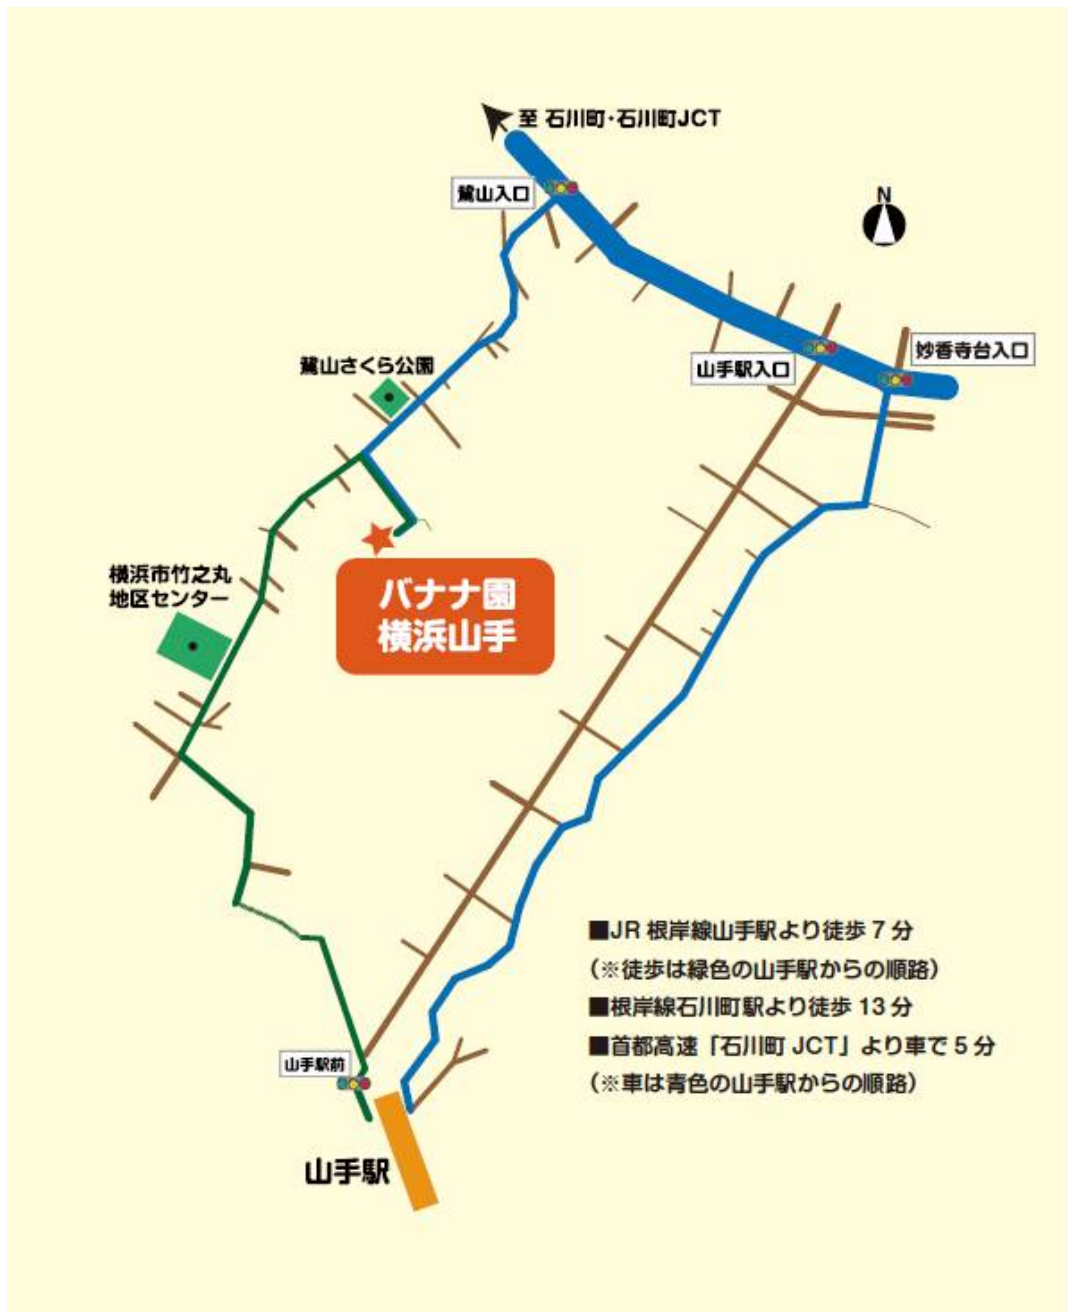 至 石川町・石川町JCT
鷺山入口
N
妙香寺台入口
山手駅入口
鷺山さくら公園
横浜市竹之丸
地区センター
バナナ園
横浜山手
■JR 根岸線山手駅より徒歩 7 分
（※徒歩は緑色の山手駅からの順路）
■根岸線石川町駅より徒歩 13 分
■首都高速「石川町 JCT」より車で 5 分
（※車は青色の山手駅からの順路）
山手駅前
山手駅